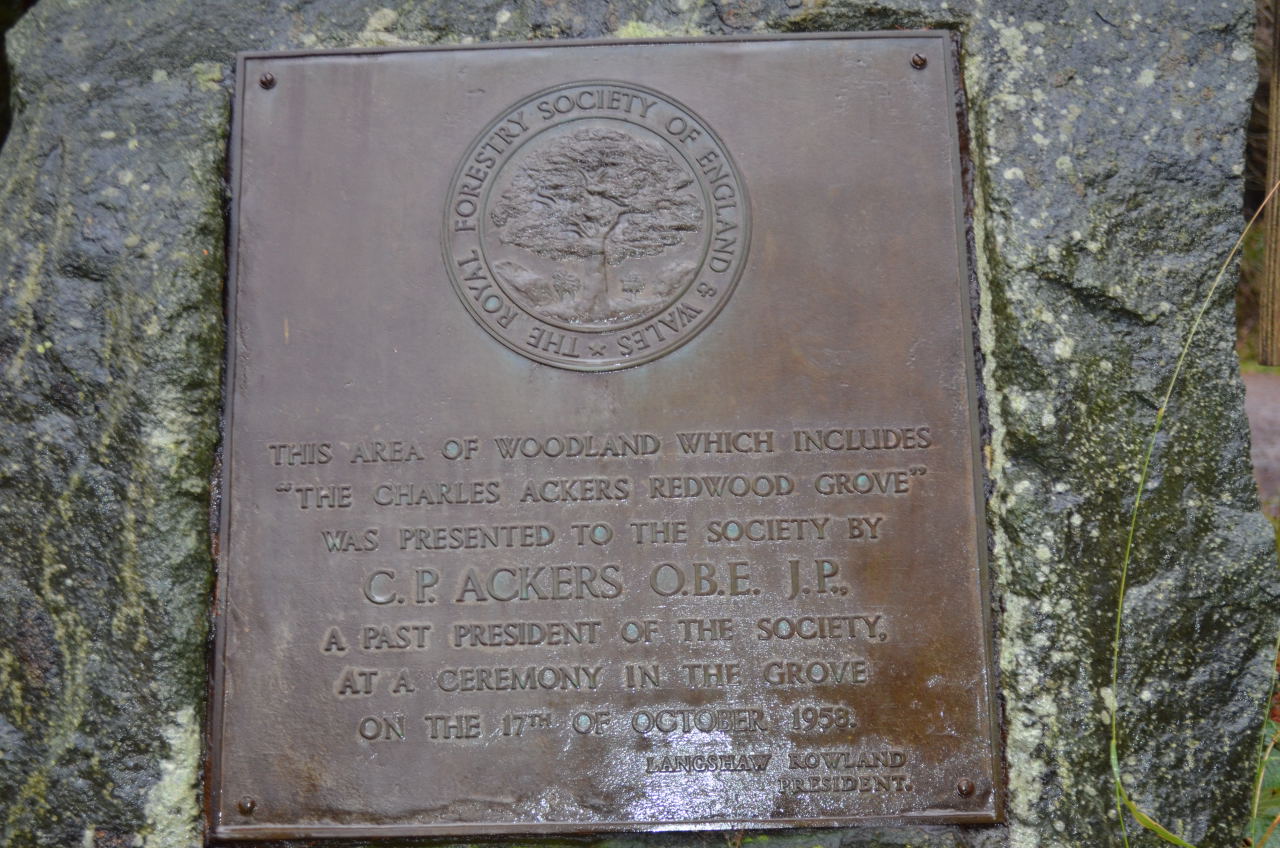 THE ROYAL FORESTRY SOCIETY OF ENGLAND & WALES
THIS AREA OF WOODLAND WHICH INCLUDES
"THE CHARLES ACKERS REDWOOD GROVE"
WAS PRESENTED TO THE SOCIETY BY
C. P. ACKERS O.B.E. J.P.,
A PAST PRESIDENT OF THE SOCIETY,
AT A CEREMONY IN THE GROVE
ON THE 17TH OF OCTOBER 1958.
LANGSHAW ROWLAND
PRESIDENT.